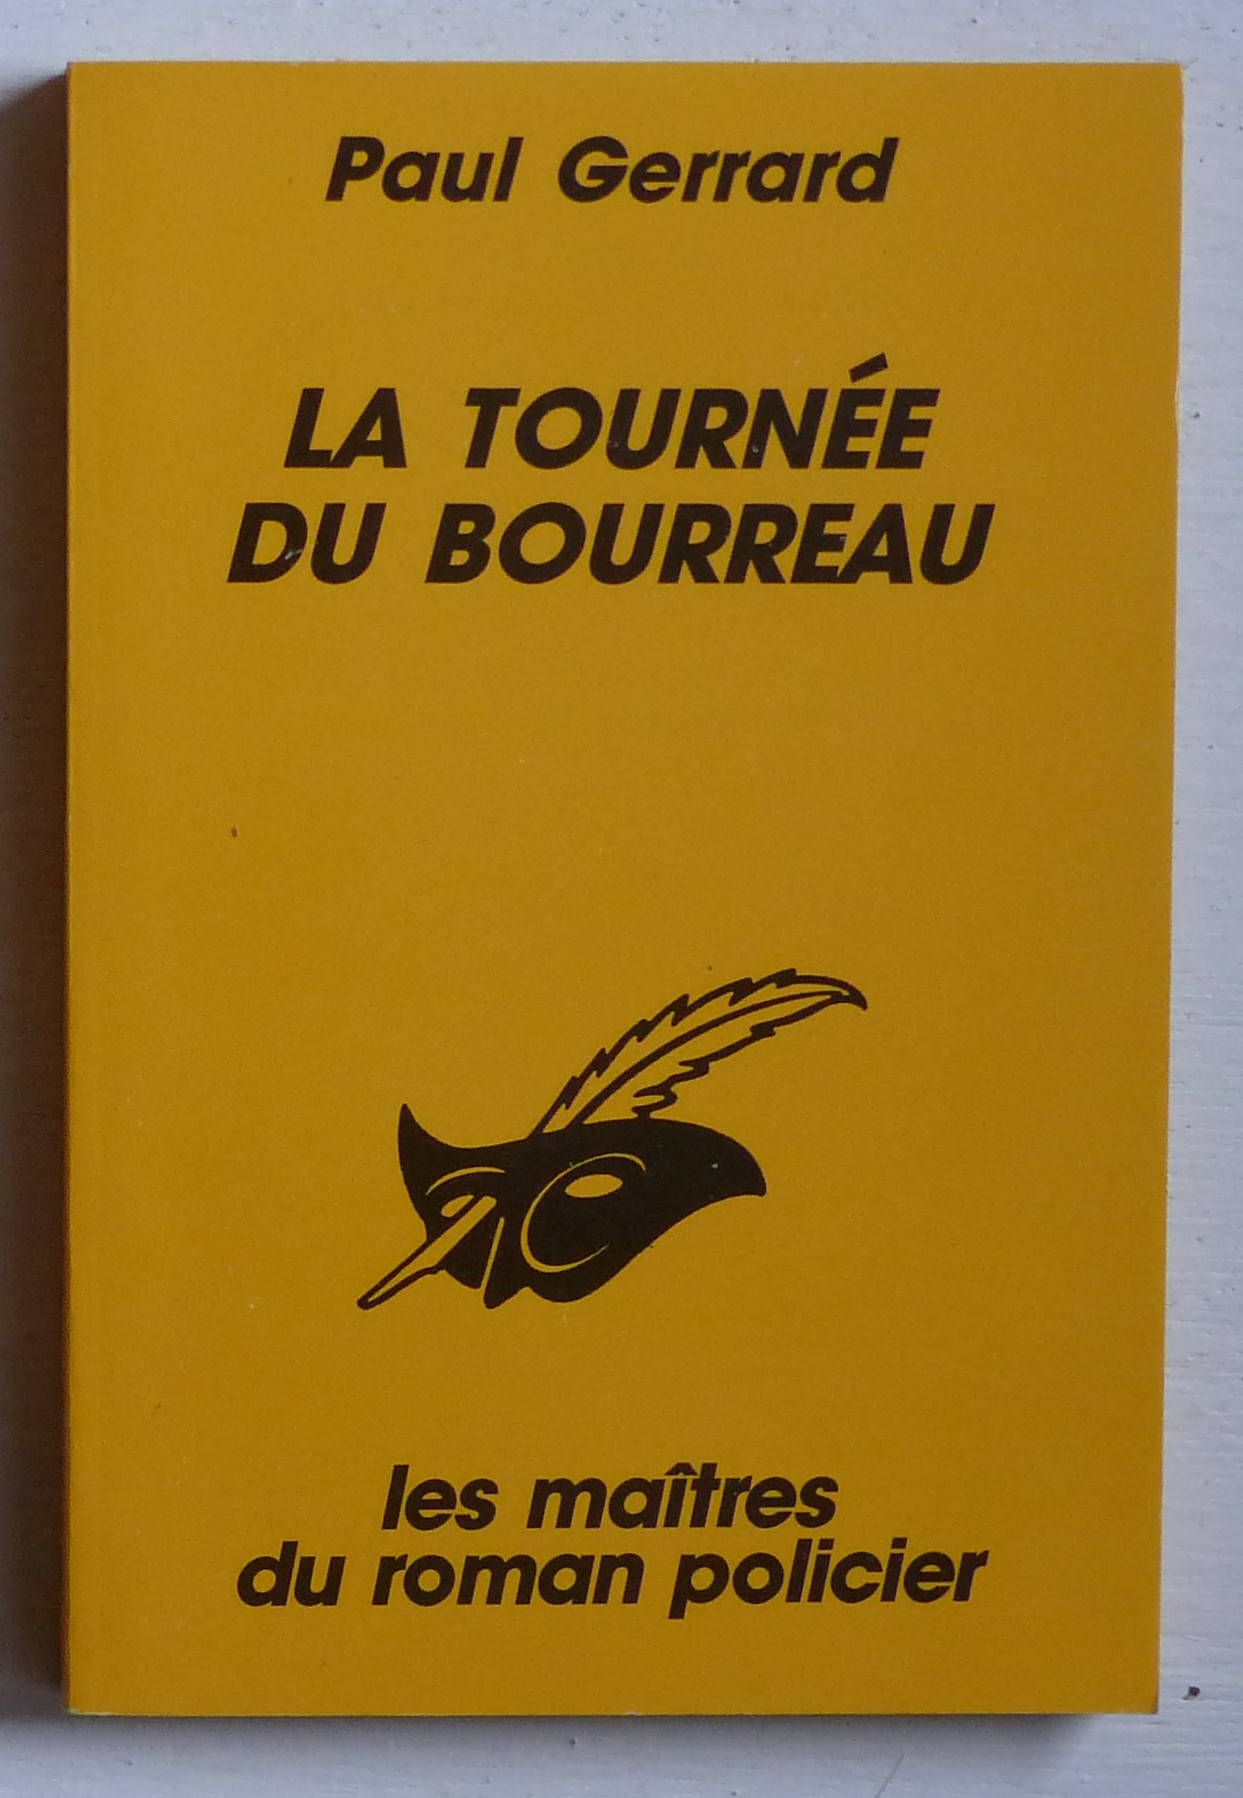 Paul Gerrard
LA TOURNÉE
DU BOURREAU
les maîtres
du roman policier